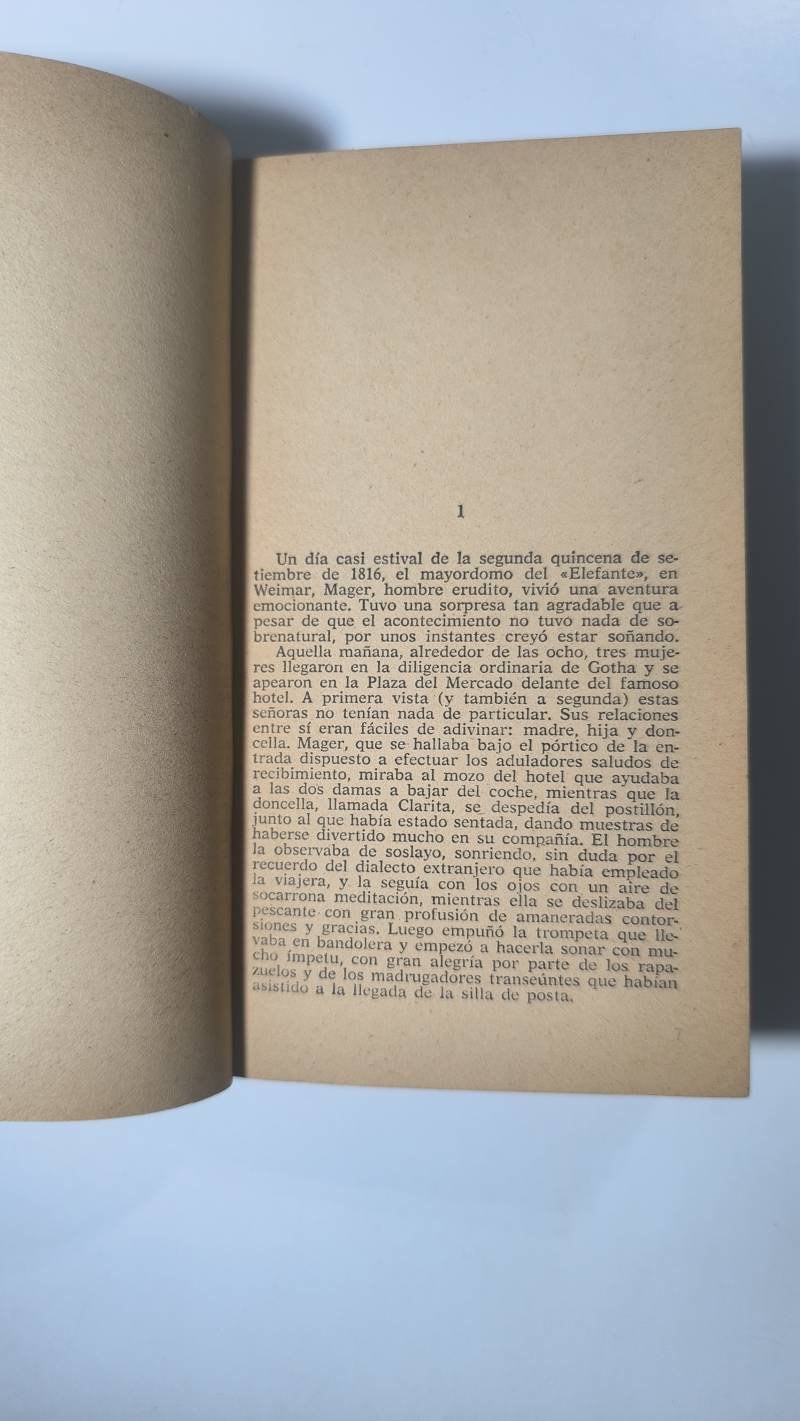 1
Un día casi estival de la segunda quincena de se-
tiembre de 1816, el mayordomo del «Elefante», en
Weimar, Mager, hombre erudito, vivió una aventura
emocionante. Tuvo una sorpresa tan agradable que a
pesar de que el acontecimiento no tuvo nada de so-
brenatural, por unos instantes creyó estar soñando.
Aquella mañana, alrededor de las ocho, tres muje-
res llegaron en la diligencia ordinaria de Gotha y se
apearon en la Plaza del Mercado delante del famoso
hotel. A primera vista (y también a segunda) estas
señoras no tenían nada de particular. Sus relaciones
entre sí eran fáciles de adivinar: madre, hija y don-
cella. Mager, que se hallaba bajo el pórtico de la en-
trada dispuesto a efectuar los aduladores saludos de
recibimiento, miraba al mozo del hotel que ayudaba
a las dos damas a bajar del coche, mientras que la
doncella, llamada Clarita, se despedía del postillón,
junto al que había estado sentada, dando muestras de
haberse divertido mucho en su compañía. El hombre
la observaba de soslayo, sonriendo, sin duda por el
recuerdo del dialecto extranjero que había empleado
la viajera, y la seguía con los ojos con un aire de
socarrona meditación, mientras ella se deslizaba del
pescante con gran profusión de amaneradas contor-
siones y gracias. Luego empuñó la trompeta que lle-
vaba en bandolera y empezó a hacerla sonar con mu-
cho ímpetu, con gran alegría por parte de los rapa-
zuelos y de los madrugadores transeúntes que habían
asistido a la llegada de la silla de posta.
7